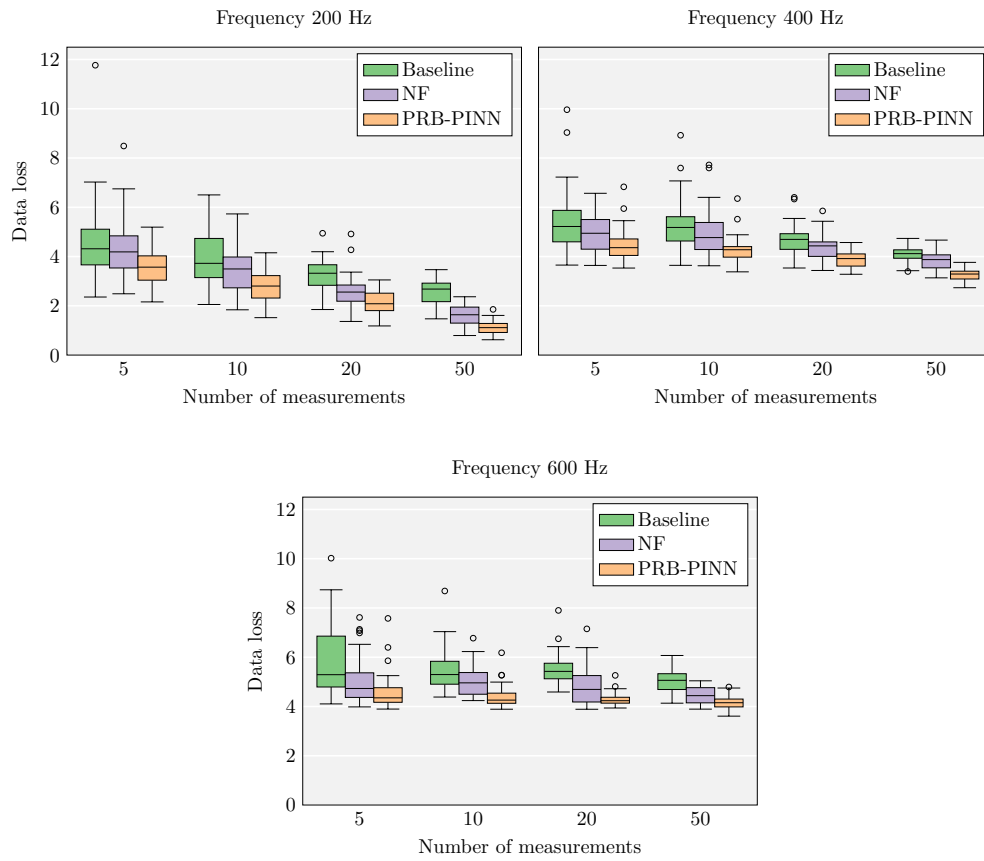 Frequency 200 Hz
12
10
8
6
4
2
0
Data loss
Baseline
NF
PRB-PINN
5
10
20
50
Number of measurements
Frequency 400 Hz
Baseline
NF
PRB-PINN
5
10
20
50
Number of measurements
Frequency 600 Hz
12
10
8
6
4
2
0
Data loss
Baseline
NF
PRB-PINN
5
10
20
50
Number of measurements